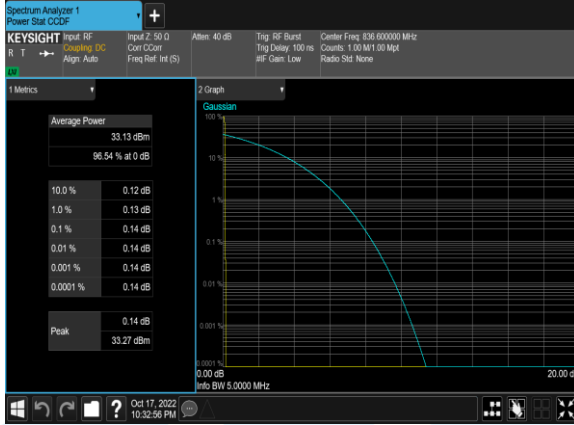 Spectrum Analyzer 1
Power Stat CCDF
+
KEYSIGHT
R T
Input: RF
Coupling: DC
Align: Auto
Input Z: 50 Ω
Corr CCorr
Freq Ref: Int (S)
Atten: 40 dB
Trig: RF Burst
Trig Delay: 100 ns
#IF Gain: Low
Center Freq: 836.600000 MHz
Counts: 1.00 M/1.00 Mpt
Radio Std: None
1 Metrics
Average Power
33.13 dBm
96.54 % at 0 dB
10.0 % 0.12 dB
1.0 % 0.13 dB
0.1 % 0.14 dB
0.01 % 0.14 dB
0.001 % 0.14 dB
0.0001 % 0.14 dB
Peak
0.14 dB
33.27 dBm
2 Graph
Gaussian
100 %
10 %
1 %
0.1 %
0.01 %
0.001 %
0.0001 %
0.00 dB
20.00 d
Info BW 5.0000 MHz
?
Oct 17, 2022
10:32:56 PM